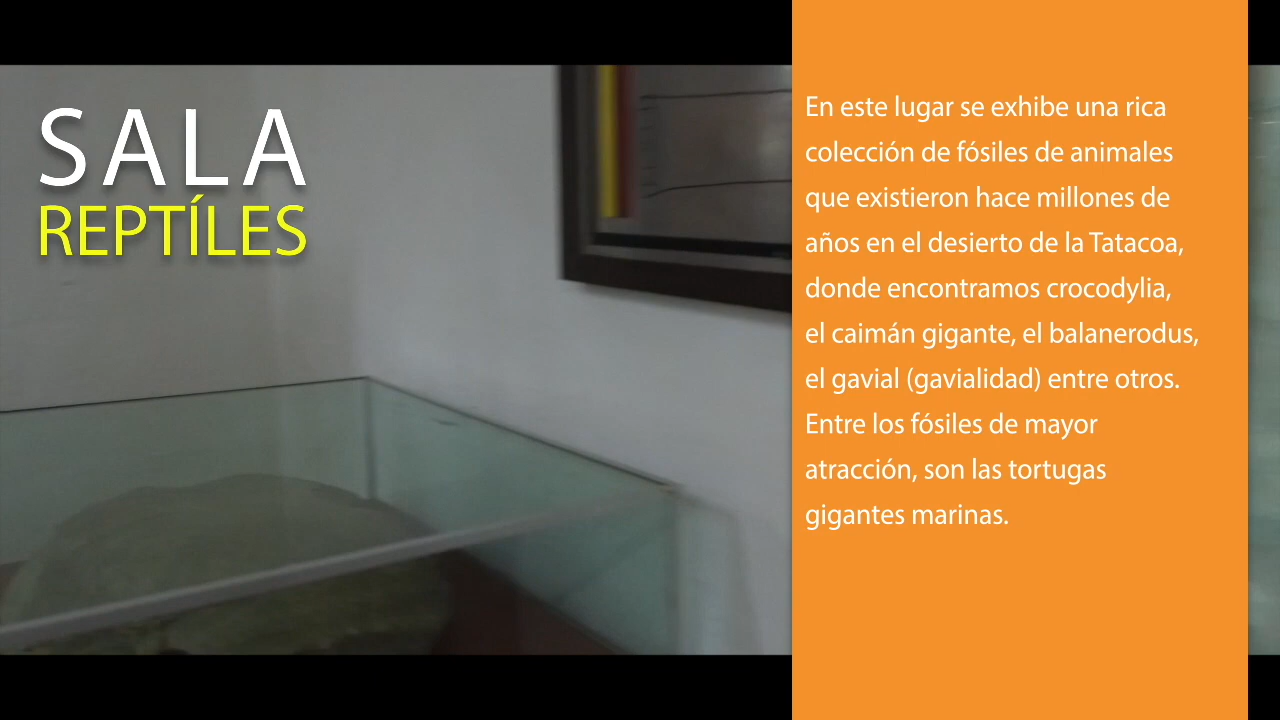 SALA
REPTÍLES
En este lugar se exhibe una rica
colección de fósiles de animales
que existieron hace millones de
años en el desierto de la Tatacoa,
donde encontramos crocodylia,
el caimán gigante, el balanerodus,
el gavial (gavialidad) entre otros.
Entre los fósiles de mayor
atracción, son las tortugas
gigantes marinas.